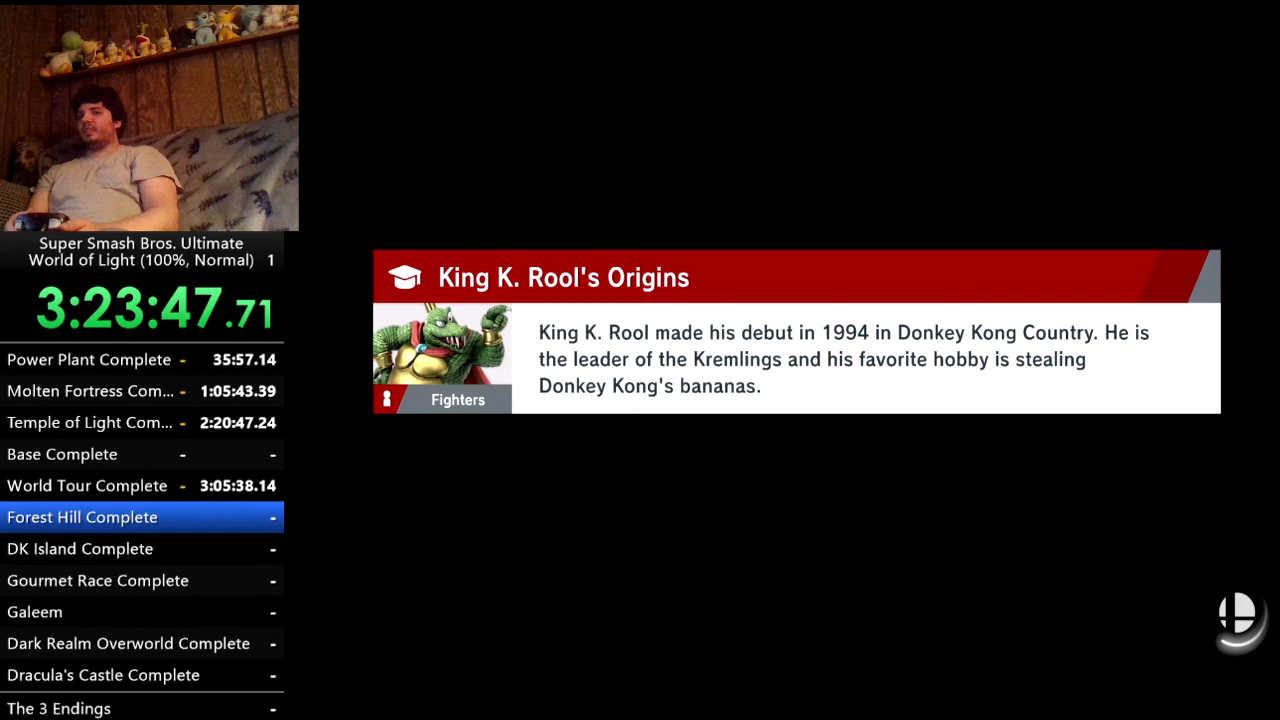 Super Smash Bros. Ultimate
World of Light (100%, Normal) 1
3:23:47.71
Power Plant Complete - 35:57.14
Molten Fortress Com... - 1:05:43.39
Temple of Light Com... - 2:20:47.24
Base Complete - -
World Tour Complete - 3:05:38.14
Forest Hill Complete -
DK Island Complete -
Gourmet Race Complete -
Galeem -
Dark Realm Overworld Complete -
Dracula's Castle Complete -
The 3 Endings -
King K. Rool's Origins
King K. Rool made his debut in 1994 in Donkey Kong Country. He is
the leader of the Kremlings and his favorite hobby is stealing
Donkey Kong's bananas.
Fighters